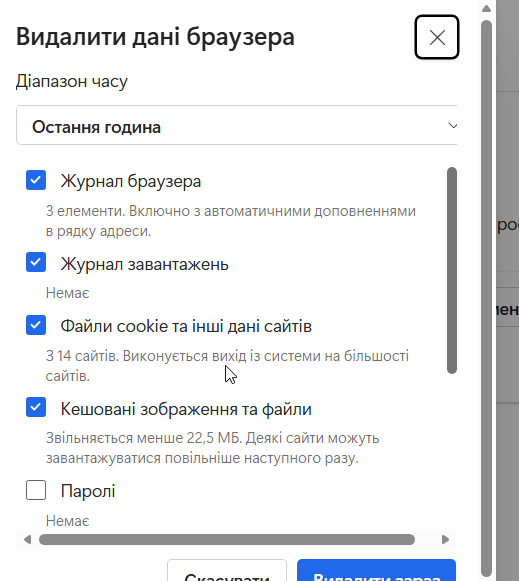 Видалити дані браузера
Діапазон часу
Остання година
Журнал браузера
3 елементи. Включно з автоматичними доповненнями
в рядку адреси.
Журнал завантажень
Немає
Файли cookie та інші дані сайтів
З 14 сайтів. Виконується вихід із системи на більшості
сайтів.
Кешовані зображення та файли
Звільняється менше 22,5 МБ. Деякі сайти можуть
завантажуватися повільніше наступного разу.
Паролі
Немає
Скасувати
Видалити зараз